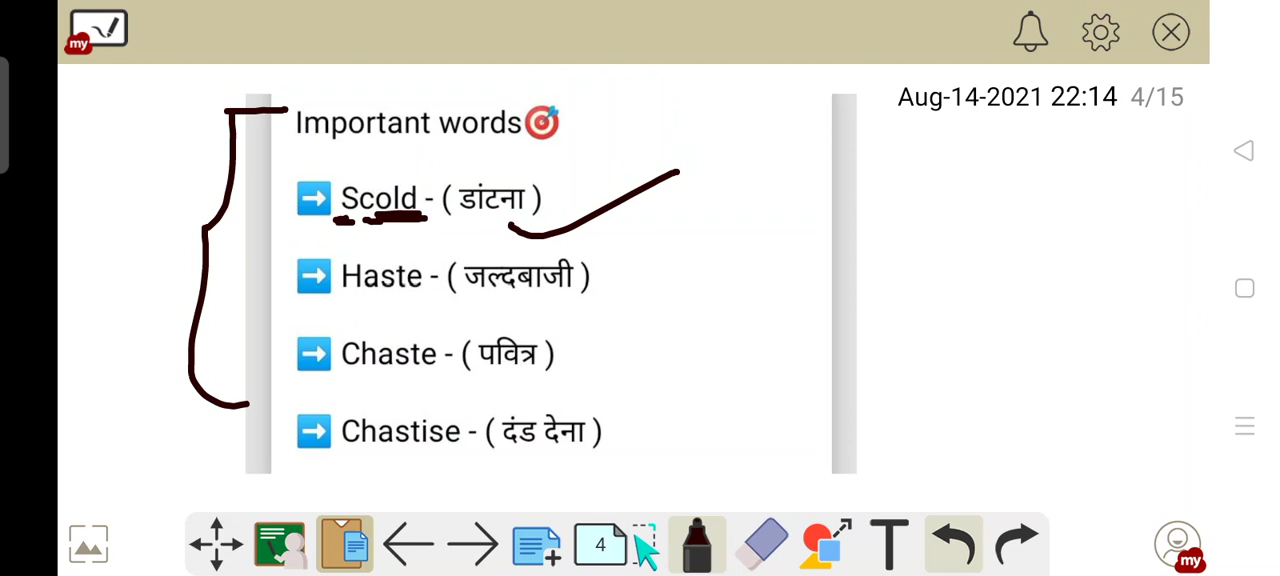 my
Aug-14-2021 22:14 4/15
Important words🎯
➡️ Scold - ( डांटना )
➡️ Haste - ( जल्दबाजी )
➡️ Chaste - ( पवित्र )
➡️ Chastise - ( दंड देना )
4
T
my